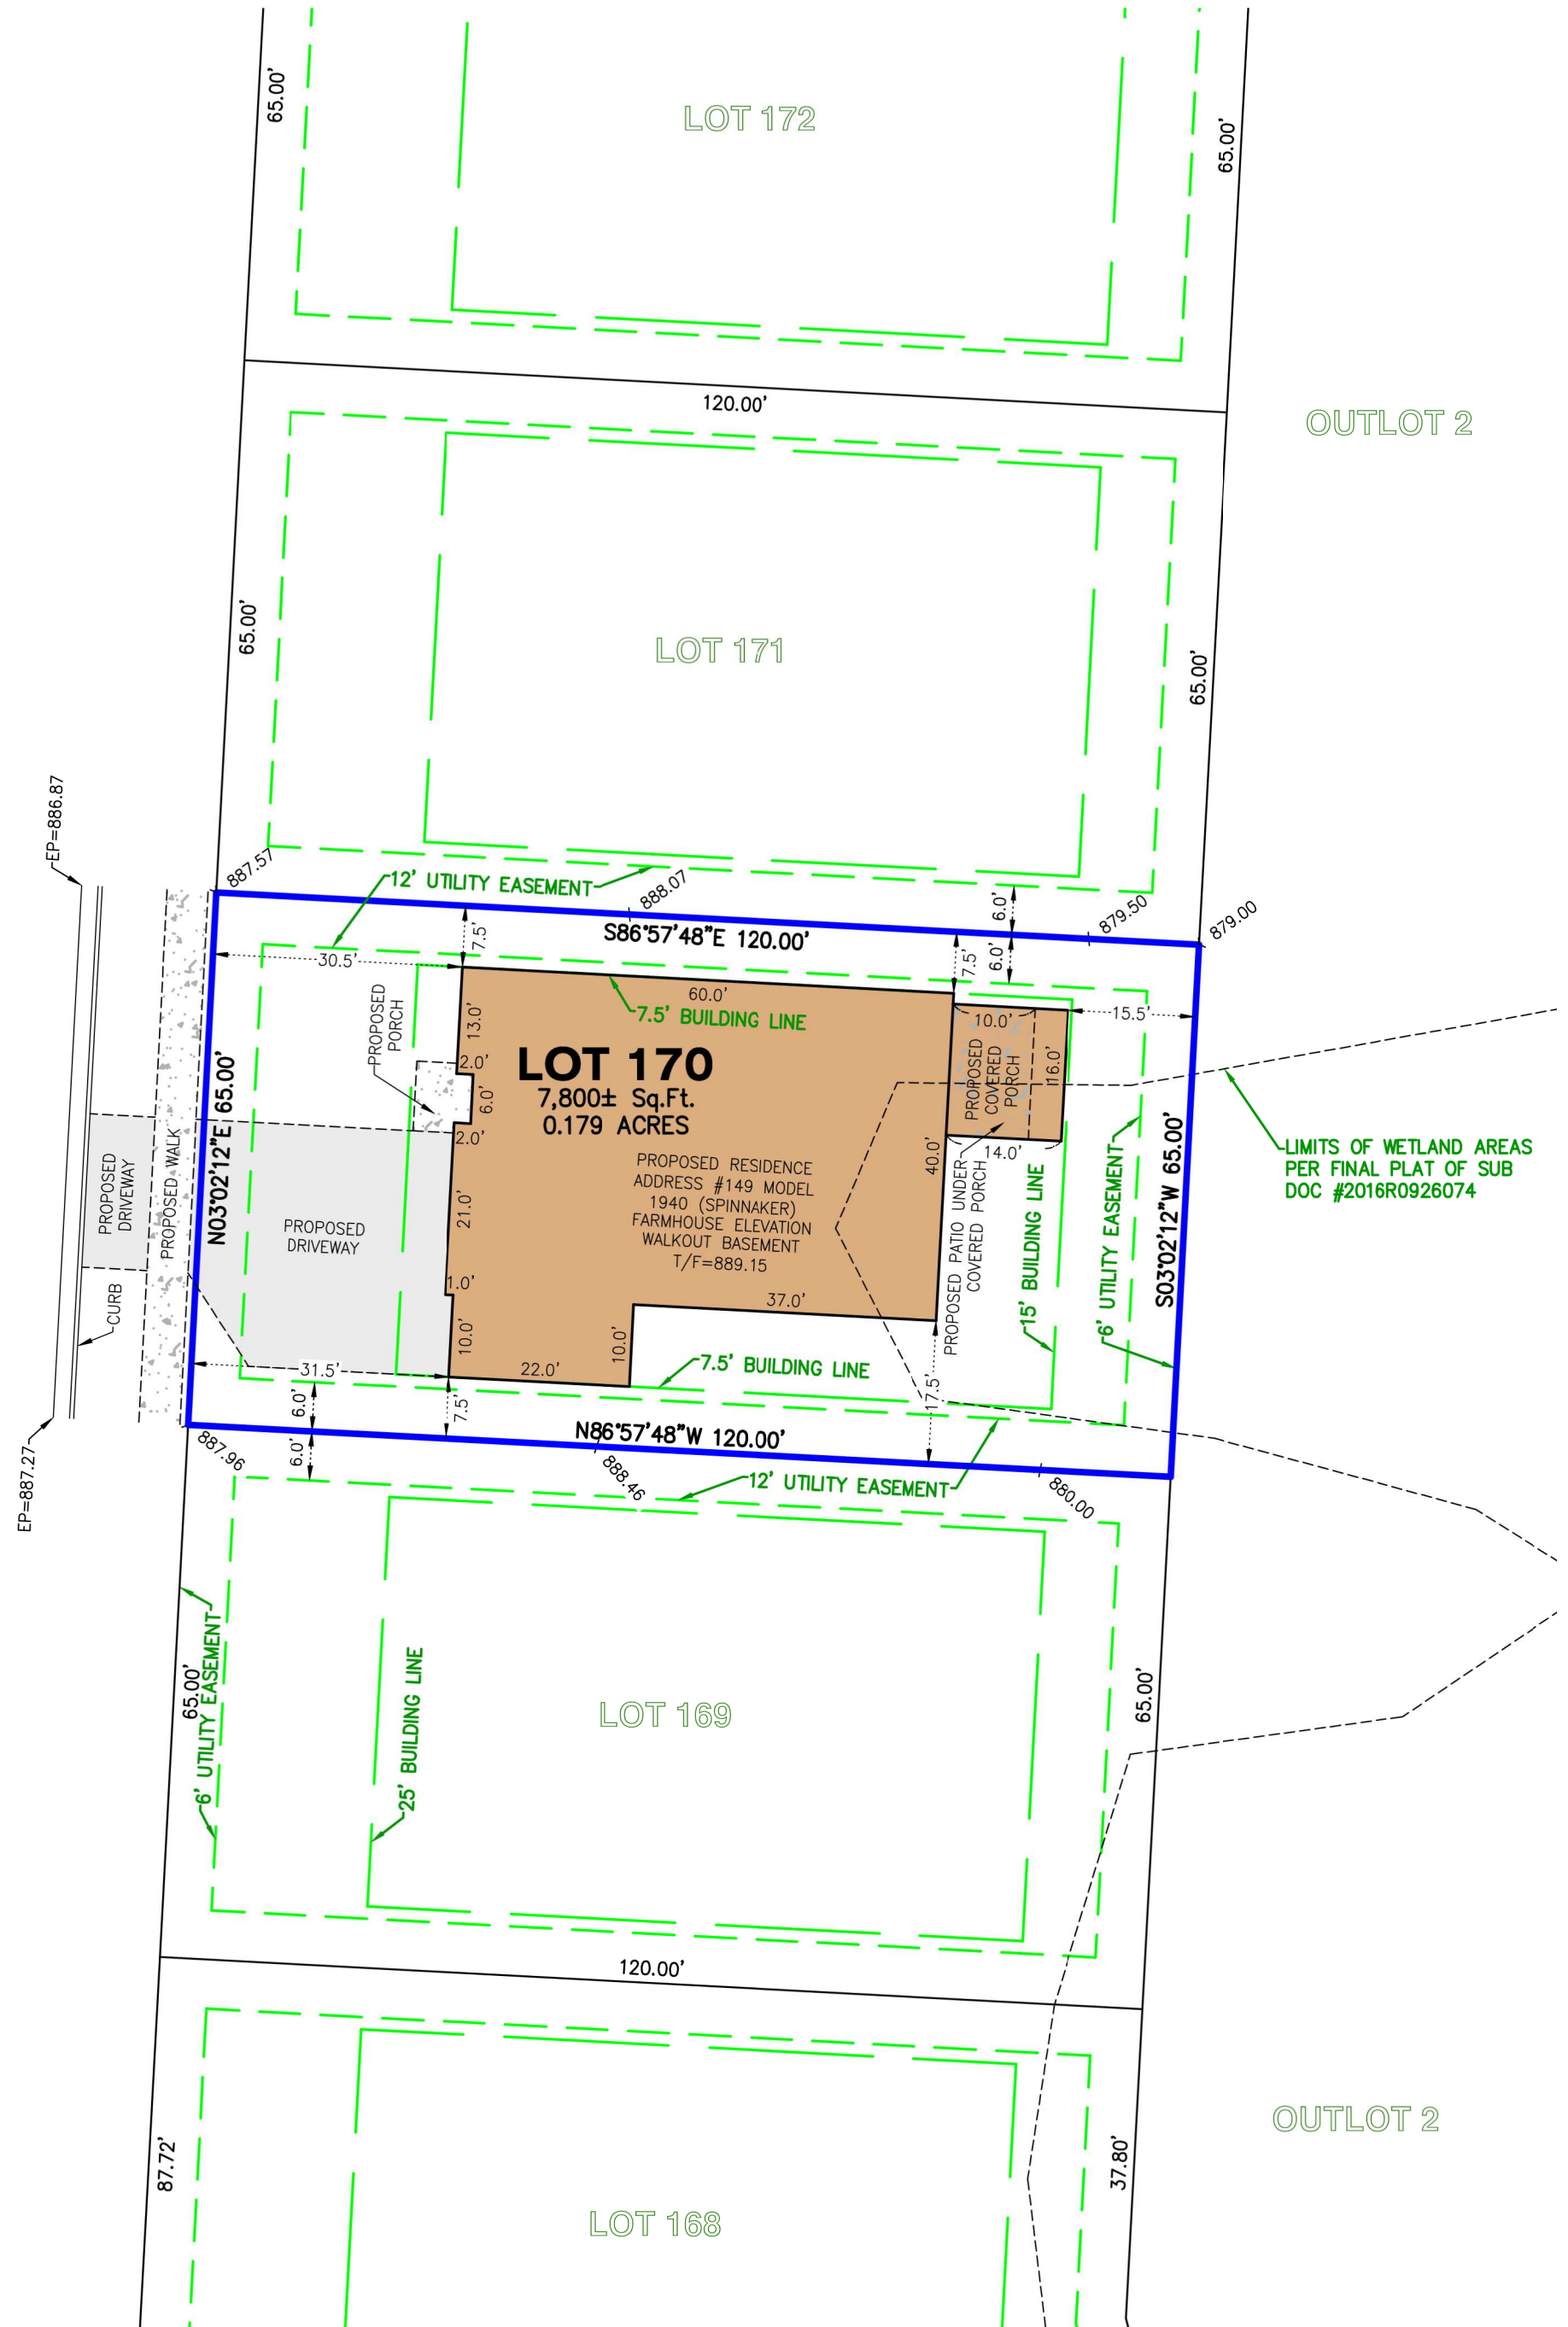 65.00'
LOT 172
65.00'
120.00'
OUTLOT 2
65.00'
LOT 171
65.00'
EP=886.87
887.57
12' UTILITY EASEMENT
888.07
6.0'
879.50
879.00
7.5'
S86°57'48"E 120.00'
7.5'
6.0'
30.5'
60.0'
7.5' BUILDING LINE
10.0'
15.5'
PROPOSED
PORCH
13.0'
2.0'
6.0'
2.0'
LOT 170
7,800± Sq.Ft.
0.179 ACRES
PROPOSED
COVERED
PORCH
16.0'
14.0'
N03°02'12"E 65.00'
PROPOSED
DRIVEWAY
PROPOSED WALK
PROPOSED
DRIVEWAY
21.0'
PROPOSED RESIDENCE
ADDRESS #149 MODEL
1940 (SPINNAKER)
FARMHOUSE ELEVATION
WALKOUT BASEMENT
T/F=889.15
40.0'
PROPOSED PATIO UNDER
COVERED PORCH
15' BUILDING LINE
6' UTILITY EASEMENT
S03°02'12"W 65.00'
LIMITS OF WETLAND AREAS
PER FINAL PLAT OF SUB
DOC #2016R0926074
CURB
1.0'
10.0'
37.0'
10.0'
31.5'
22.0'
7.5' BUILDING LINE
6.0'
7.5'
17.5'
EP=887.27
887.96
6.0'
N86°57'48"W 120.00'
888.46
12' UTILITY EASEMENT
880.00
65.00'
6' UTILITY EASEMENT
25' BUILDING LINE
LOT 169
65.00'
120.00'
87.72'
LOT 168
37.80'
OUTLOT 2